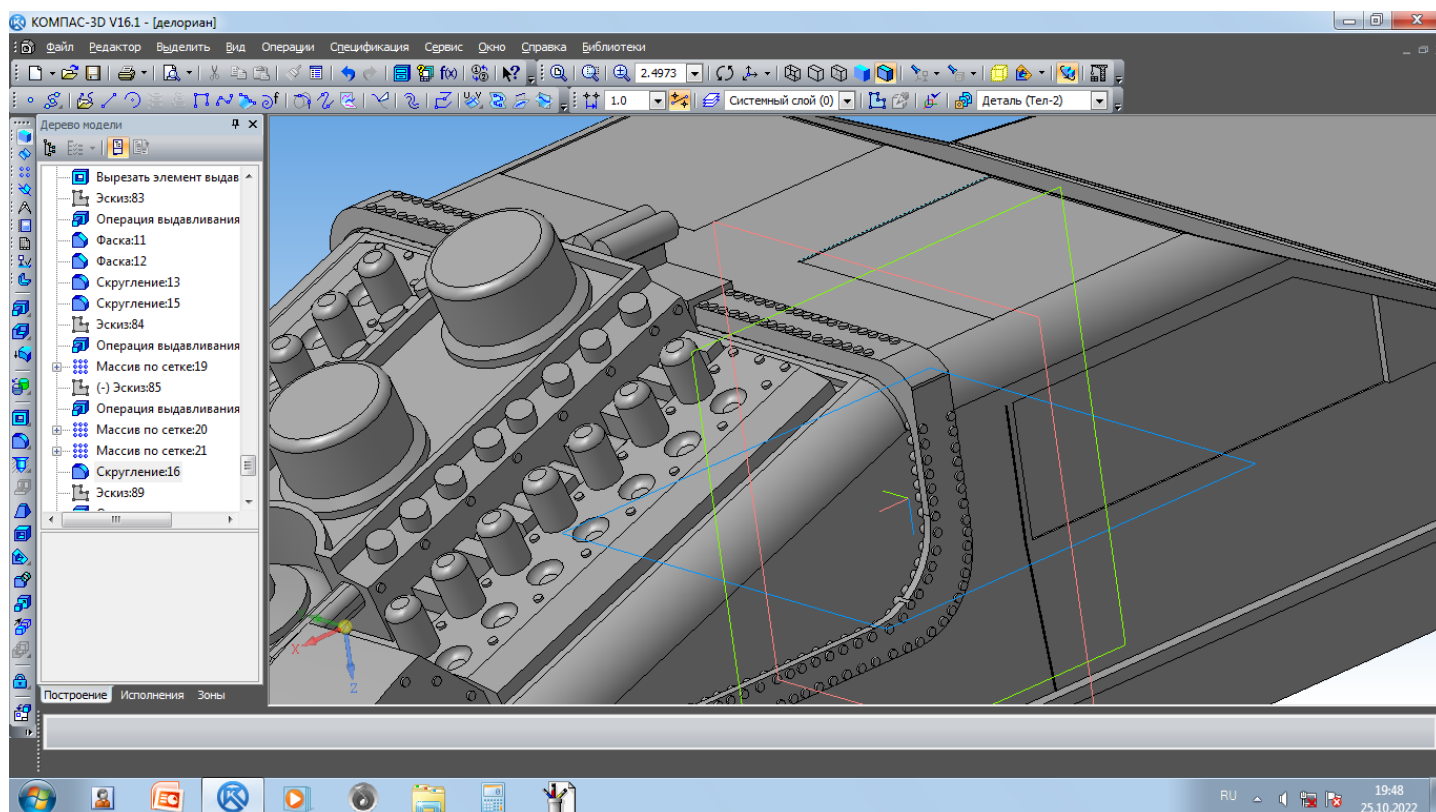 КОМПАС-3D V16.1 - [делориан]
Файл Редактор Выделить Вид Операции Спецификация Сервис Окно Справка Библиотеки
2.4973
1.0 Системный слой (0) Деталь (Тел-2)
Дерево модели
Вырезать элемент выдав
Эскиз:83
Операция выдавливания
Фаска:11
Фаска:12
Скругление:13
Скругление:15
Эскиз:84
Операция выдавливания
Массив по сетке:19
(-) Эскиз:85
Операция выдавливания
Массив по сетке:20
Массив по сетке:21
Скругление:16
Эскиз:89
X
Z
Построение Исполнения Зоны
RU
19:48
25.10.2022